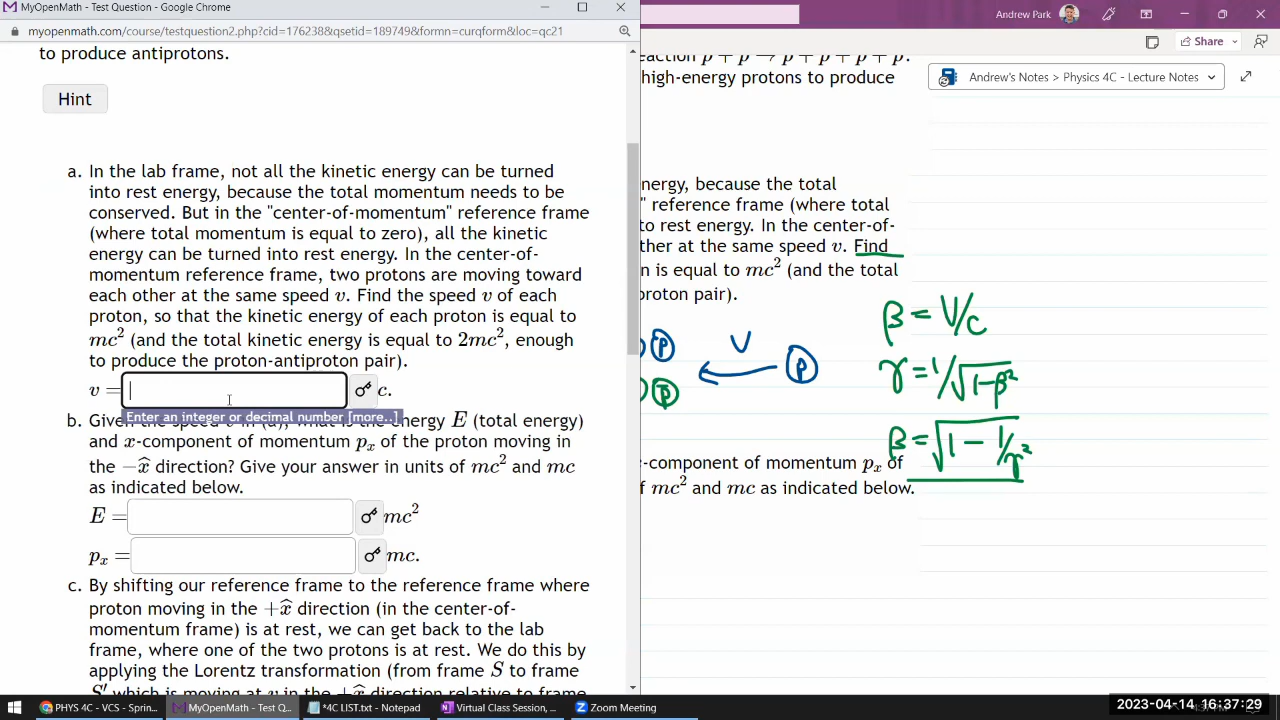 MyOpenMath - Test Question - Google Chrome
myopenmath.com/course/testquestion2.php?cid=176238&qsetid=189749&formn=curqform&loc=qc21
to produce antiprotons.
Hint
a. In the lab frame, not all the kinetic energy can be turned
into rest energy, because the total momentum needs to be
conserved. But in the "center-of-momentum" reference frame
(where total momentum is equal to zero), all the kinetic
energy can be turned into rest energy. In the center-of-
momentum reference frame, two protons are moving toward
each other at the same speed v. Find the speed v of each
proton, so that the kinetic energy of each proton is equal to
mc² (and the total kinetic energy is equal to 2mc², enough
to produce the proton-antiproton pair).
v = c.
Enter an integer or decimal number [more..]
b. Given the speed v in (a), what is the energy E (total energy)
and x-component of momentum pₓ of the proton moving in
the −x̂ direction? Give your answer in units of mc² and mc
as indicated below.
E = mc²
pₓ = mc.
c. By shifting our reference frame to the reference frame where
proton moving in the +x̂ direction (in the center-of-
momentum frame) is at rest, we can get back to the lab
frame, where one of the two protons is at rest. We do this by
applying the Lorentz transformation (from frame S to frame
S′ which is moving at v in the +x̂ direction relative to frame
Andrew Park
Share
Andrew's Notes > Physics 4C - Lecture Notes
eaction p + p → p + p + p + p̄.
high-energy protons to produce
nergy, because the total
" reference frame (where total
to rest energy. In the center-of-
ther at the same speed v. Find
n is equal to mc² (and the total
proton pair).
p V p
p̄
β = V/c
γ = 1/√1-β²
β = √1 - 1/γ²
-component of momentum pₓ of
f mc² and mc as indicated below.
PHYS 4C - VCS - Sprin...
MyOpenMath - Test Q...
*4C LIST.txt - Notepad
Virtual Class Session, ...
Zoom Meeting
2023-04-14 16:37:29